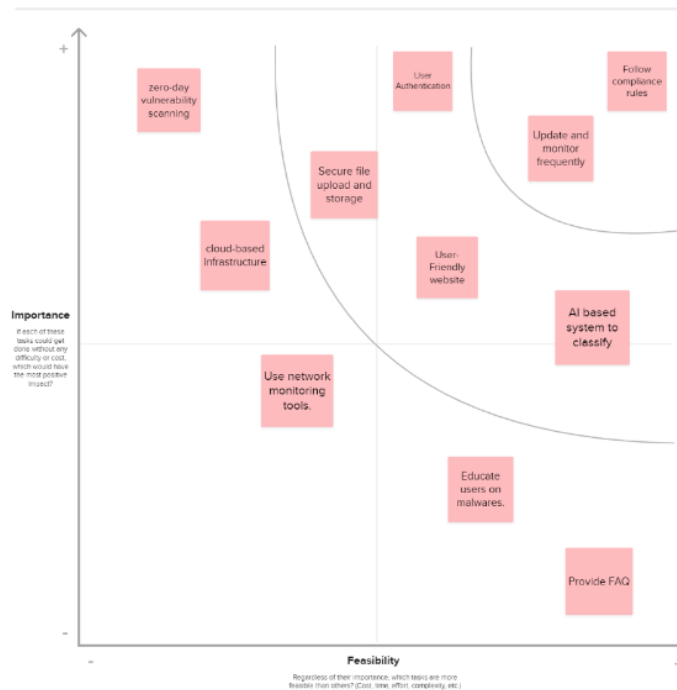 +
zero-day
vulnerability
scanning
User
Authentication
Follow
compliance
rules
Update and
monitor
frequently
Secure file
upload and
storage
cloud-based
Infrastructure
User-
Friendly
website
AI based
system to
classify
Importance
If each of these
tasks could get
done without any
difficulty or cost,
which would have
the most positive
impact?
Use network
monitoring
tools.
Educate
users on
malwares.
Provide FAQ
-
-
Feasibility
Regardless of their importance, which tasks are more
feasible than others? (Cost, time, effort, complexity, etc.)